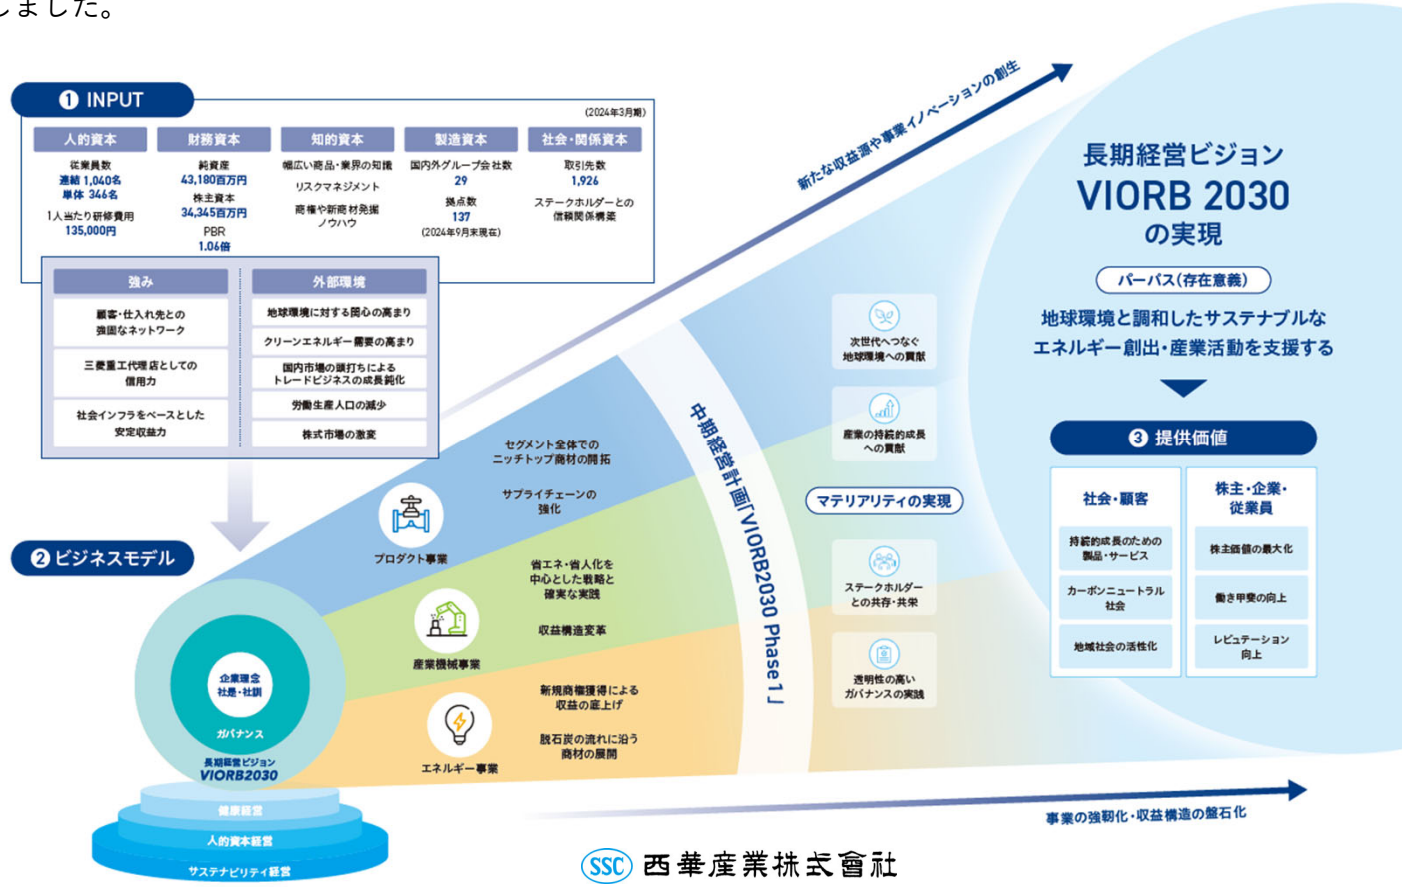 しました。
❶ INPUT
(2024年3月期)
人的資本
従業員数
連結 1,040名
単体 346名
1人当たり研修費用
135,000円
財務資本
純資産
43,180百万円
株主資本
34,345百万円
PBR
1.06倍
知的資本
幅広い商品・業界の知識
リスクマネジメント
商権や新商材発掘
ノウハウ
製造資本
国内外グループ会社数
29
拠点数
137
(2024年9月末現在)
社会・関係資本
取引先数
1,926
ステークホルダーとの
信頼関係構築
強み
顧客・仕入れ先との
強固なネットワーク
三菱重工代理店としての
信用力
社会インフラをベースとした
安定収益力
外部環境
地球環境に対する関心の高まり
クリーンエネルギー需要の高まり
国内市場の頭打ちによる
トレードビジネスの成長鈍化
労働生産人口の減少
株式市場の激変
❷ ビジネスモデル
企業理念
社是・社訓
ガバナンス
長期経営ビジョン
VIORB2030
健康経営
人的資本経営
サステナビリティ経営
プロダクト事業
セグメント全体での
ニッチトップ商材の開拓
サプライチェーンの
強化
産業機械事業
省エネ・省人化を
中心とした戦略と
確実な実践
収益構造変革
エネルギー事業
新規商権獲得による
収益の底上げ
脱石炭の流れに沿う
商材の展開
中期経営計画「VIORB2030 Phase1」
新たな収益源や事業イノベーションの創生
次世代へつなぐ
地球環境への貢献
産業の持続的成長
への貢献
マテリアリティの実現
ステークホルダー
との共存・共栄
透明性の高い
ガバナンスの実践
長期経営ビジョン
VIORB 2030
の実現
パーパス(存在意義)
地球環境と調和したサステナブルな
エネルギー創出・産業活動を支援する
❸ 提供価値
社会・顧客
持続的成長のための
製品・サービス
カーボンニュートラル
社会
地域社会の活性化
株主・企業・
従業員
株主価値の最大化
働き甲斐の向上
レピュテーション
向上
事業の強靭化・収益構造の盤石化
SSC 西華産業株式會社